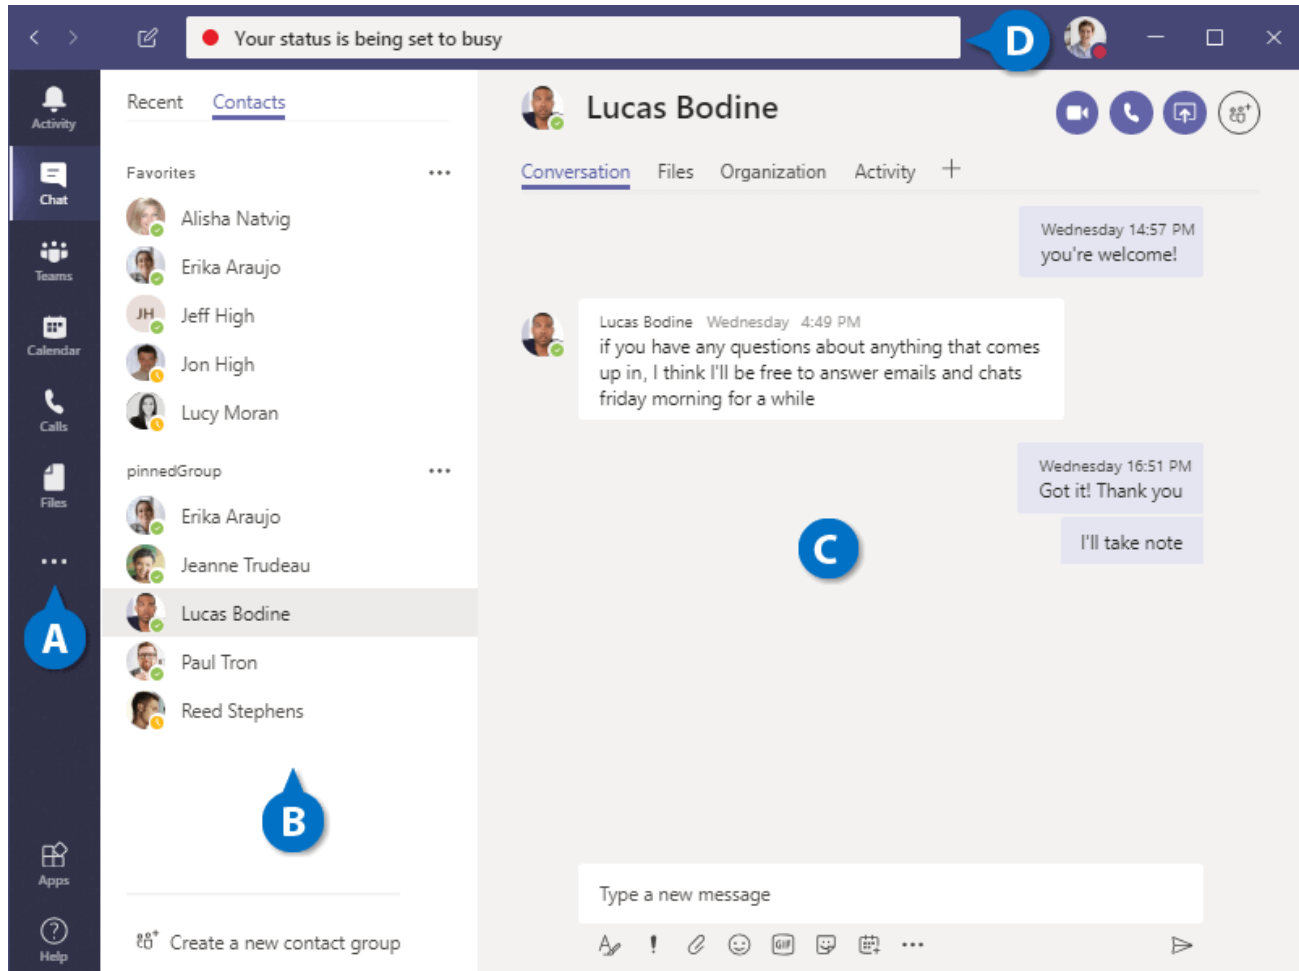 Your status is being set to busy
D
Activity
Chat
Teams
Calendar
Calls
Files
A
Apps
Help
Recent Contacts
Favorites
Alisha Natvig
Erika Araujo
JH Jeff High
Jon High
Lucy Moran
pinnedGroup
Erika Araujo
Jeanne Trudeau
Lucas Bodine
Paul Tron
Reed Stephens
B
Create a new contact group
Lucas Bodine
Conversation Files Organization Activity
Wednesday 14:57 PM
you're welcome!
Lucas Bodine Wednesday 4:49 PM
if you have any questions about anything that comes
up in, I think I'll be free to answer emails and chats
friday morning for a while
Wednesday 16:51 PM
Got it! Thank you
I'll take note
C
Type a new message
GIF